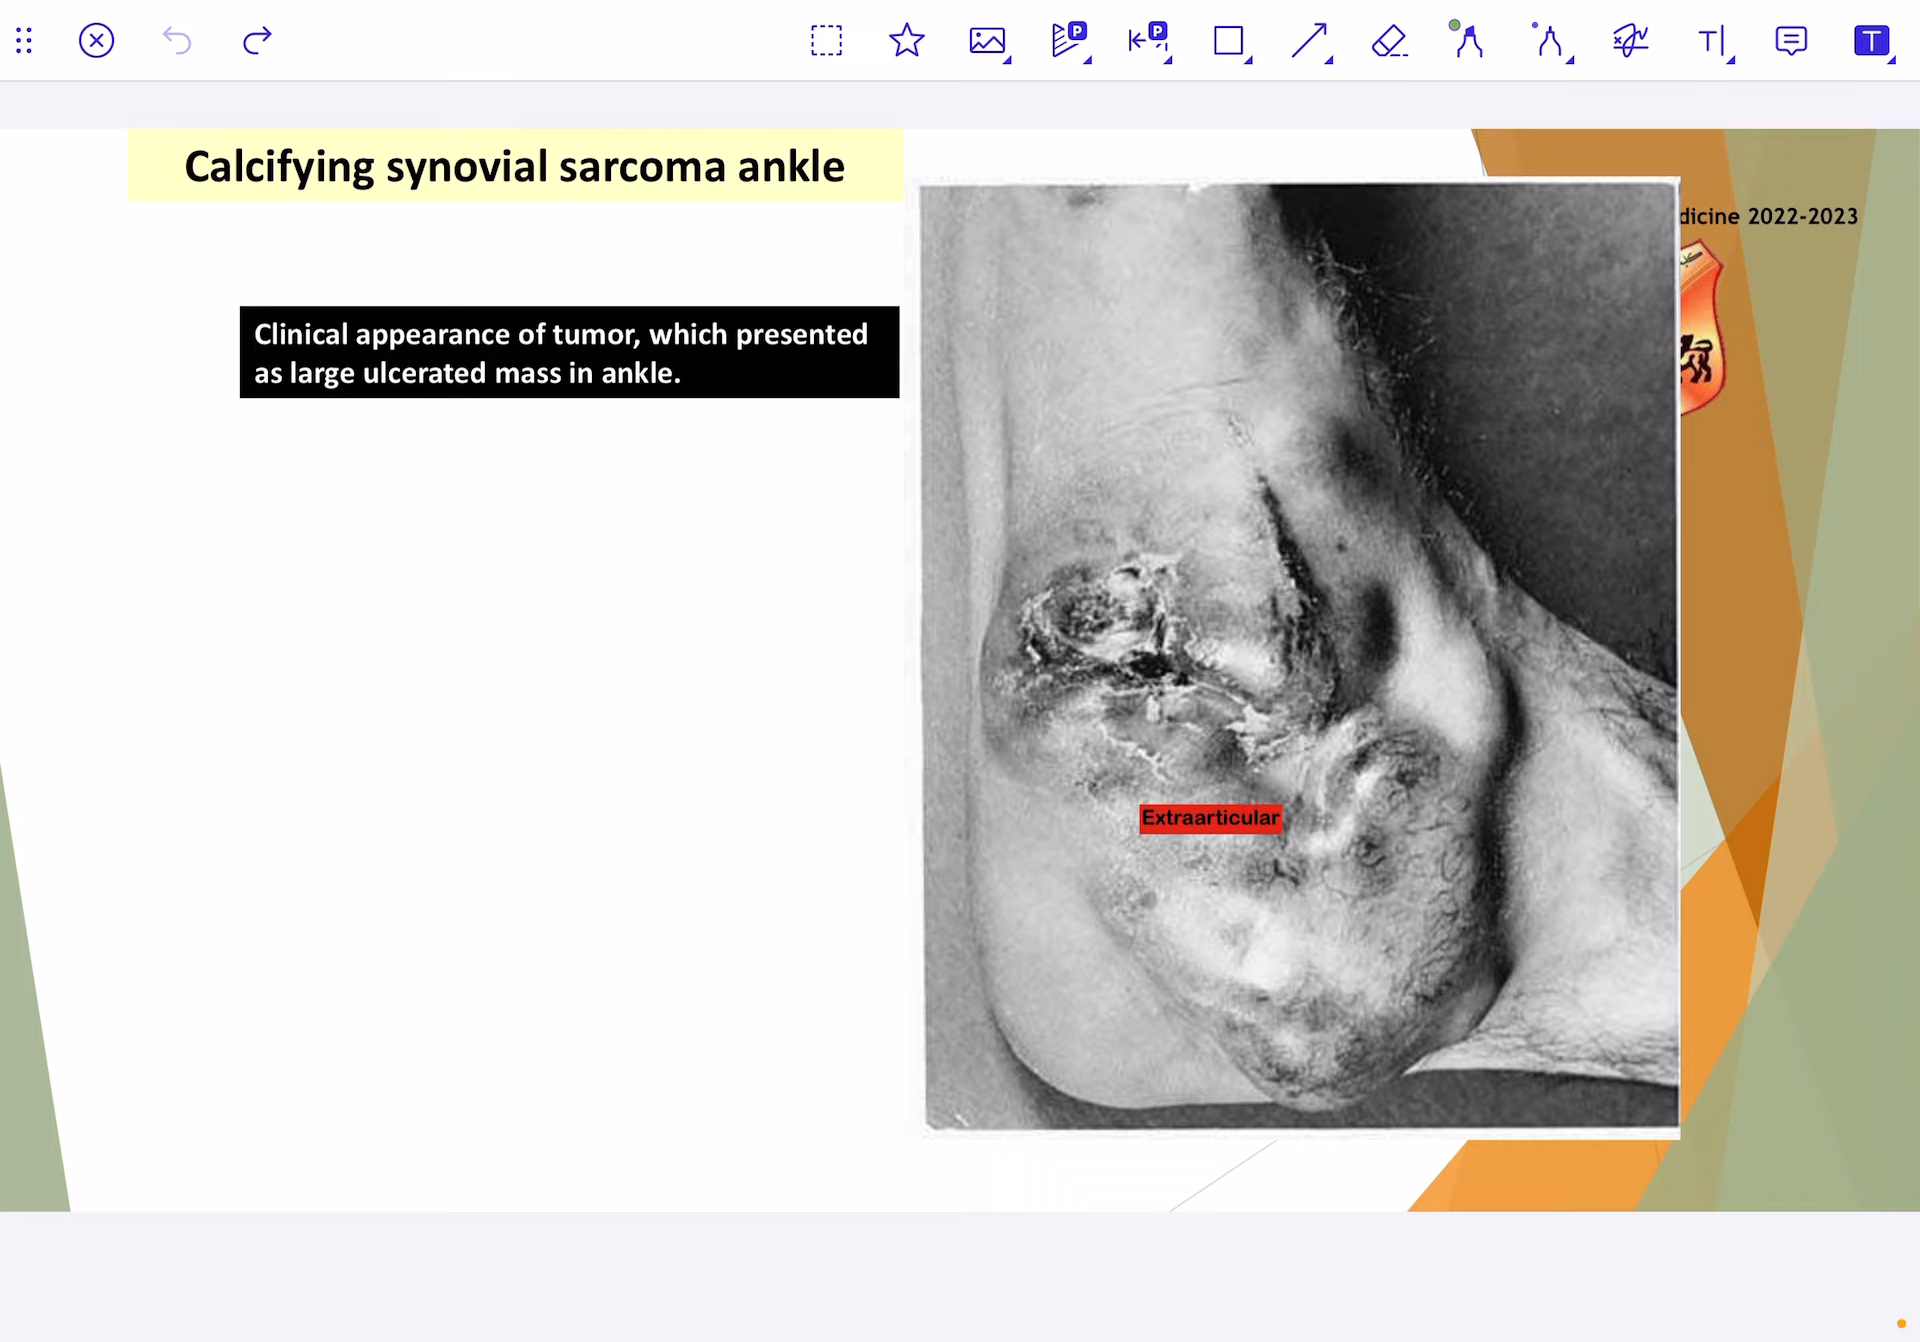 Calcifying synovial sarcoma ankle
dicine 2022-2023
Clinical appearance of tumor, which presented
as large ulcerated mass in ankle.
Extraarticular